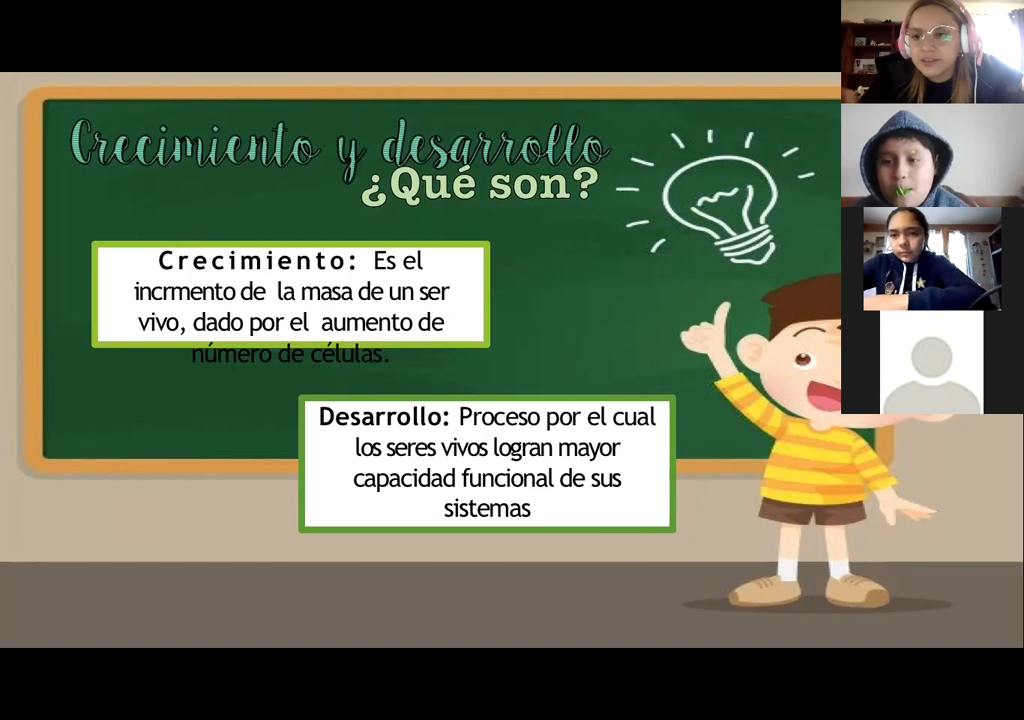 Crecimiento y desarrollo
¿Qué son?
Crecimiento: Es el
incrmento de la masa de un ser
vivo, dado por el aumento de
número de células.
Desarrollo: Proceso por el cual
los seres vivos logran mayor
capacidad funcional de sus
sistemas